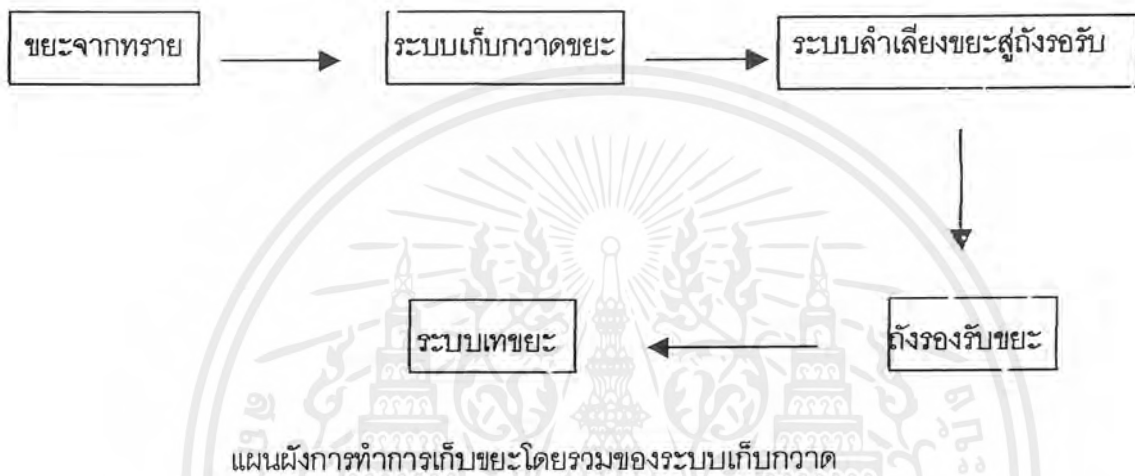 ขยะจากทราย
ระบบเก็บกวาดขยะ
ระบบลำเลียงขยะสู่ถังรอรับ
ถังรองรับขยะ
ระบบเทขยะ
แผนผังการทำการเก็บขยะโดยรวมของระบบเก็บกวาด